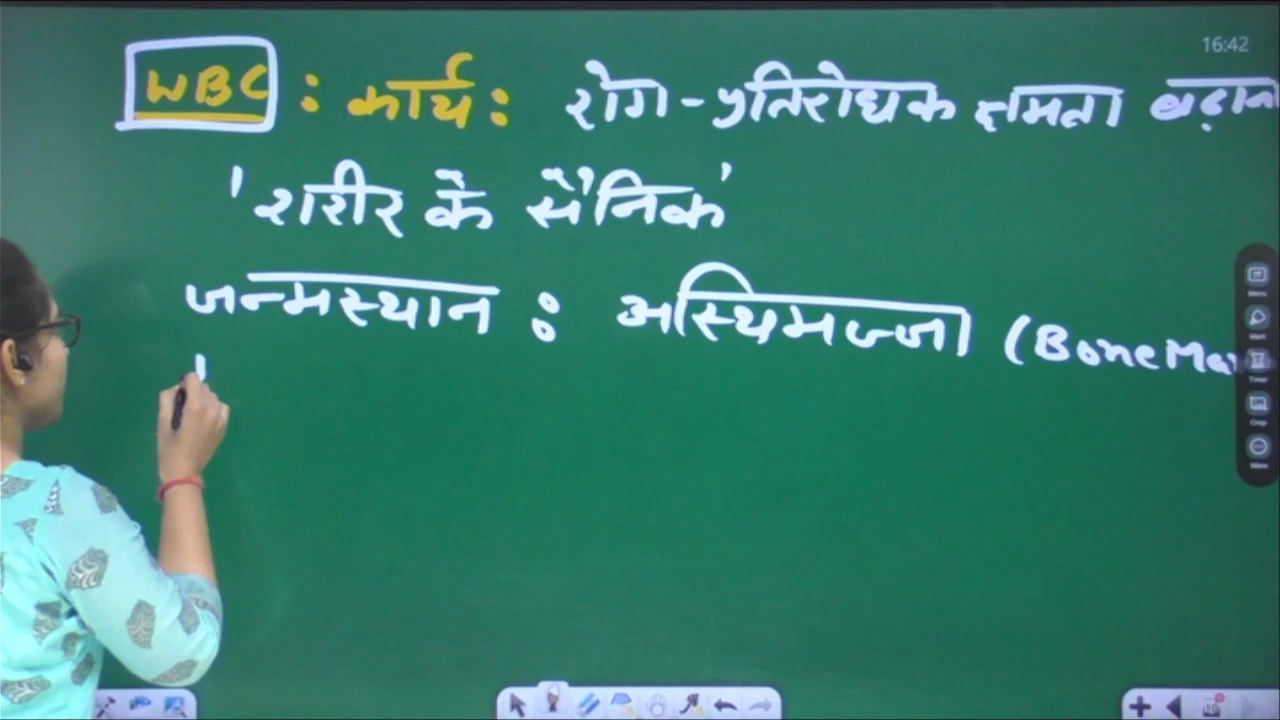 16:42
WBC : कार्य : रोग-प्रतिरोधक क्षमता बढ़ाना
'शरीर के सैनिक'
जन्मस्थान : अस्थिमज्जा (Bone Mar